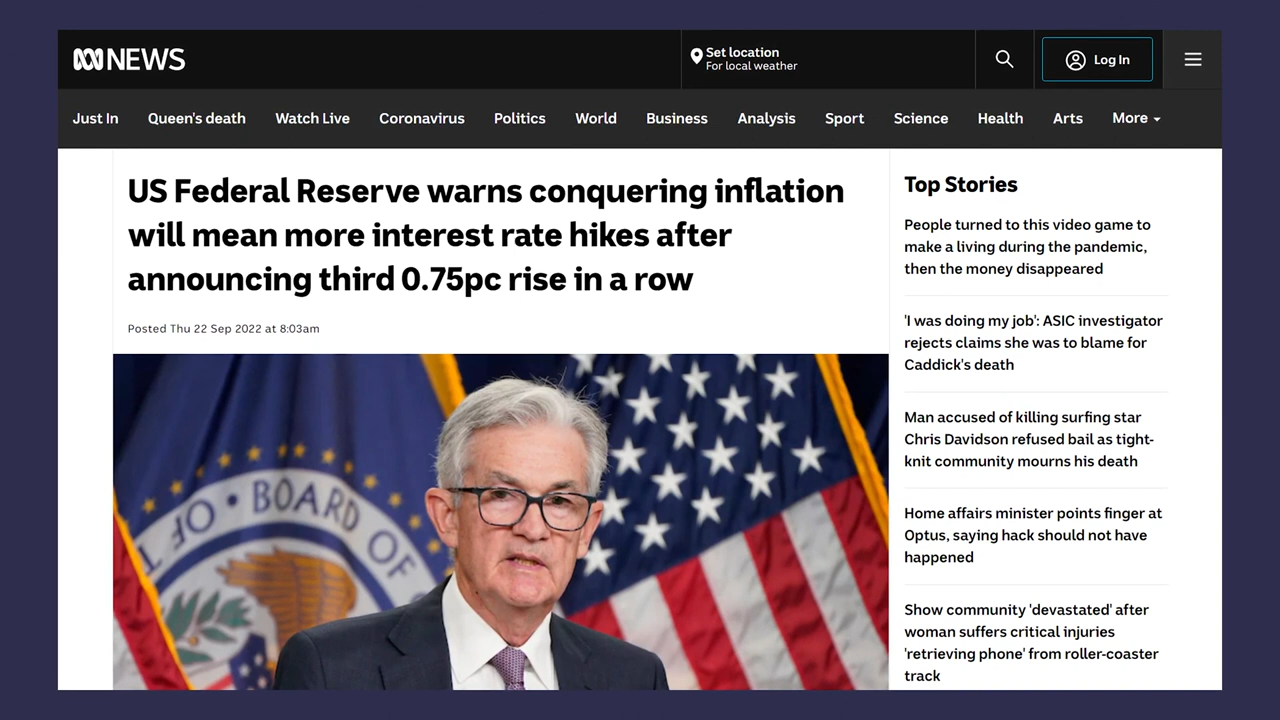 NEWS
Set location
For local weather
Log In
Just In
Queen's death
Watch Live
Coronavirus
Politics
World
Business
Analysis
Sport
Science
Health
Arts
More
US Federal Reserve warns conquering inflation
will mean more interest rate hikes after
announcing third 0.75pc rise in a row
Posted Thu 22 Sep 2022 at 8:03am
BOARD OF
OF
Top Stories
People turned to this video game to
make a living during the pandemic,
then the money disappeared
'I was doing my job': ASIC investigator
rejects claims she was to blame for
Caddick's death
Man accused of killing surfing star
Chris Davidson refused bail as tight-
knit community mourns his death
Home affairs minister points finger at
Optus, saying hack should not have
happened
Show community 'devastated' after
woman suffers critical injuries
'retrieving phone' from roller-coaster
track